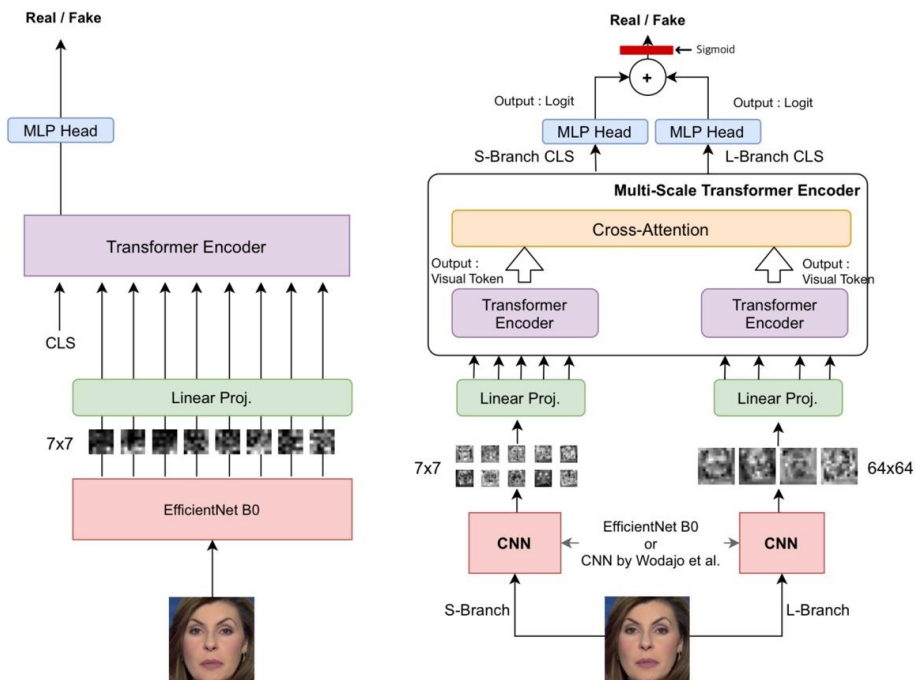 Real / Fake
MLP Head
Transformer Encoder
CLS
Linear Proj.
7x7
EfficientNet B0
Real / Fake
Sigmoid
+
Output : Logit
Output : Logit
MLP Head
MLP Head
S-Branch CLS
L-Branch CLS
Multi-Scale Transformer Encoder
Cross-Attention
Output :
Visual Token
Output :
Visual Token
Transformer
Encoder
Transformer
Encoder
Linear Proj.
Linear Proj.
7x7
64x64
CNN
EfficientNet B0
or
CNN by Wodajo et al.
CNN
S-Branch
L-Branch